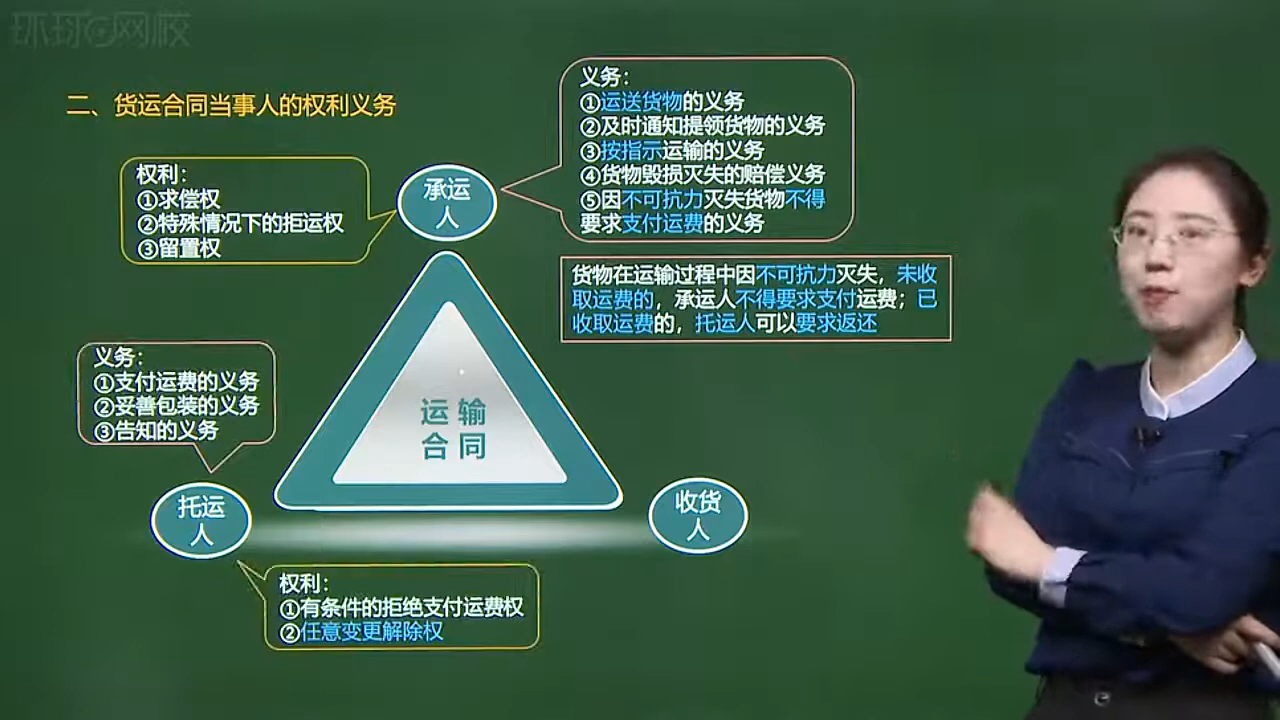 环球网校
二、货运合同当事人的权利义务
义务：
①运送货物的义务
②及时通知提领货物的义务
③按指示运输的义务
④货物毁损灭失的赔偿义务
⑤因不可抗力灭失货物不得
要求支付运费的义务
权利：
①求偿权
②特殊情况下的拒运权
③留置权
承运
人
货物在运输过程中因不可抗力灭失，未收
取运费的，承运人不得要求支付运费；已
收取运费的，托运人可以要求返还
义务：
①支付运费的义务
②妥善包装的义务
③告知的义务
运 输
合 同
托运
人
收货
人
权利：
①有条件的拒绝支付运费权
②任意变更解除权